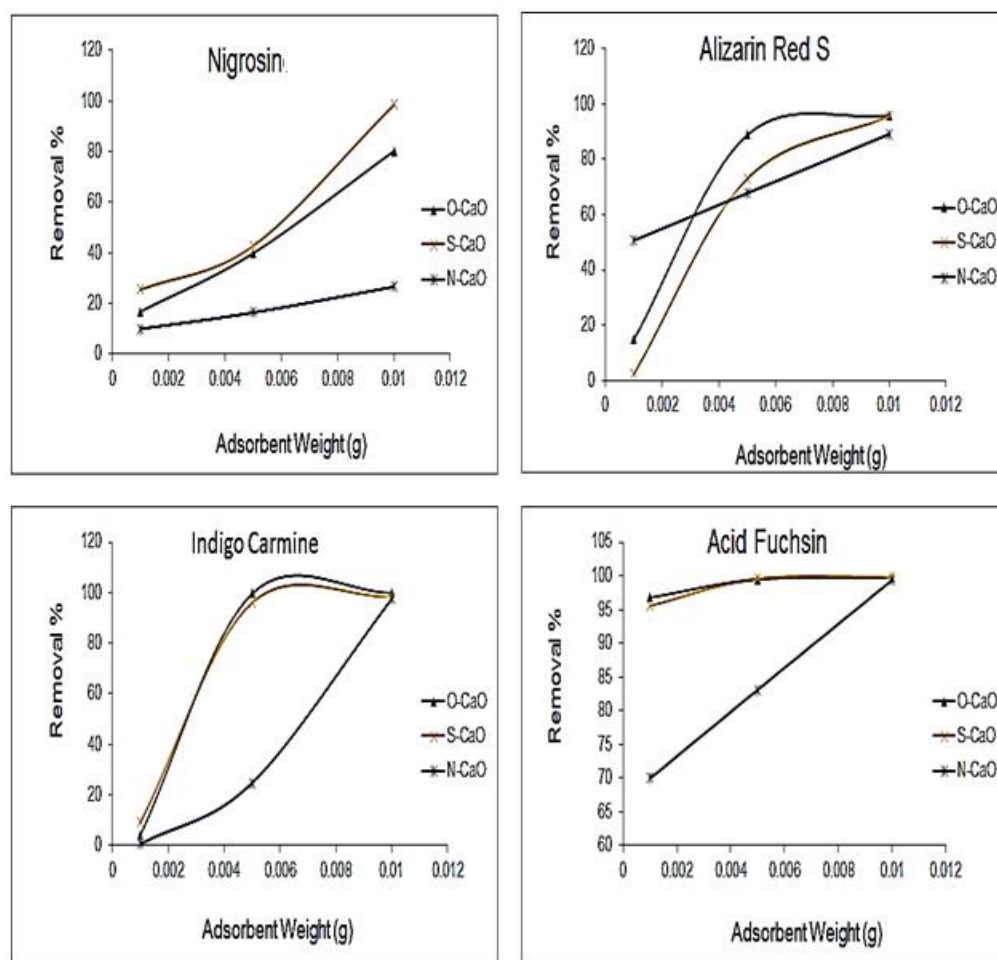 Nigrosin
120
100
80
60
40
20
0
Removal %
0 0.002 0.004 0.006 0.008 0.01 0.012
Adsorbent Weight (g)
O-CaO
S-CaO
N-CaO
Alizarin Red S
120
100
80
60
40
20
0
Removal %
0 0.002 0.004 0.006 0.008 0.01 0.012
Adsorbent Weight (g)
O-CaO
S-CaO
N-CaO
Indigo Carmine
120
100
80
60
40
20
0
Removal %
0 0.002 0.004 0.006 0.008 0.01 0.012
Adsorbent Weight (g)
O-CaO
S-CaO
N-CaO
Acid Fuchsin
105
100
95
90
85
80
75
70
65
60
Removal %
0 0.002 0.004 0.006 0.008 0.01 0.012
Adsorbent Weight (g)
O-CaO
S-CaO
N-CaO